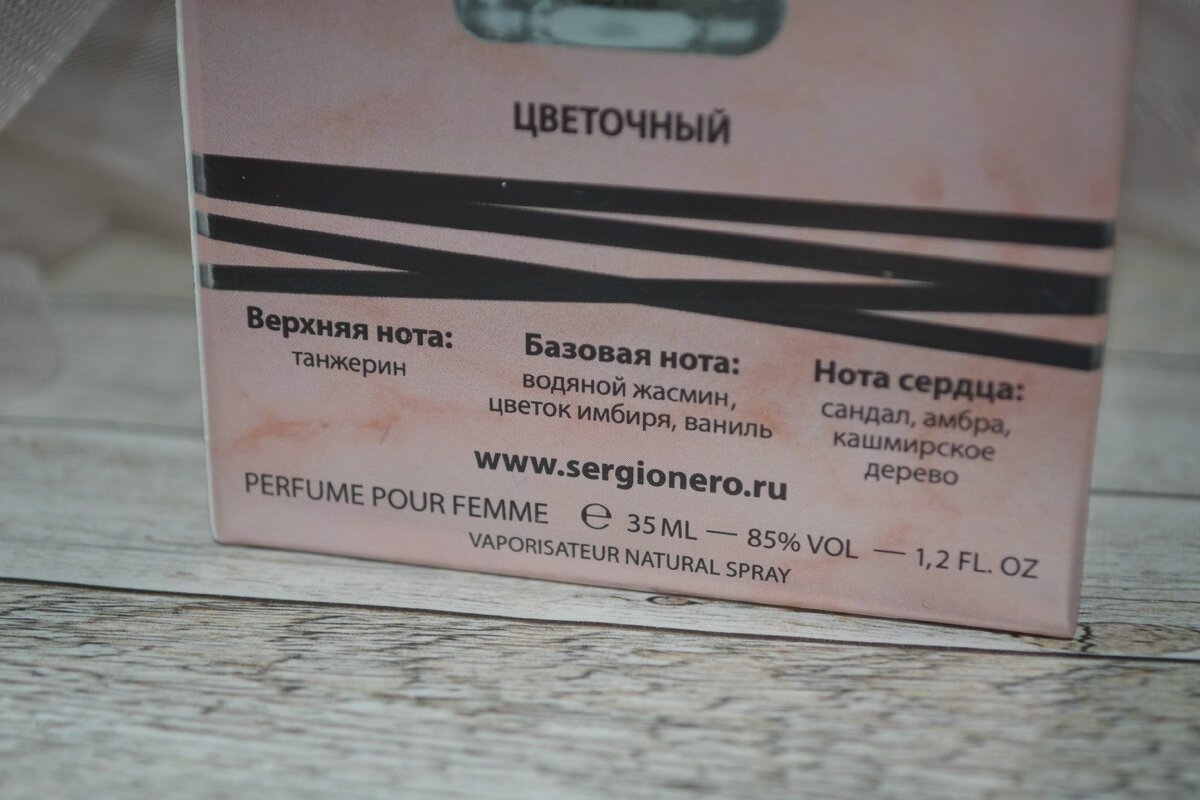 ЦВЕТОЧНЫЙ
Верхняя нота:
танжерин
Базовая нота:
водяной жасмин,
цветок имбиря, ваниль
Нота сердца:
сандал, амбра,
кашмирское
дерево
www.sergionero.ru
PERFUME POUR FEMME ℮ 35 ML — 85% VOL — 1,2 FL. OZ
VAPORISATEUR NATURAL SPRAY